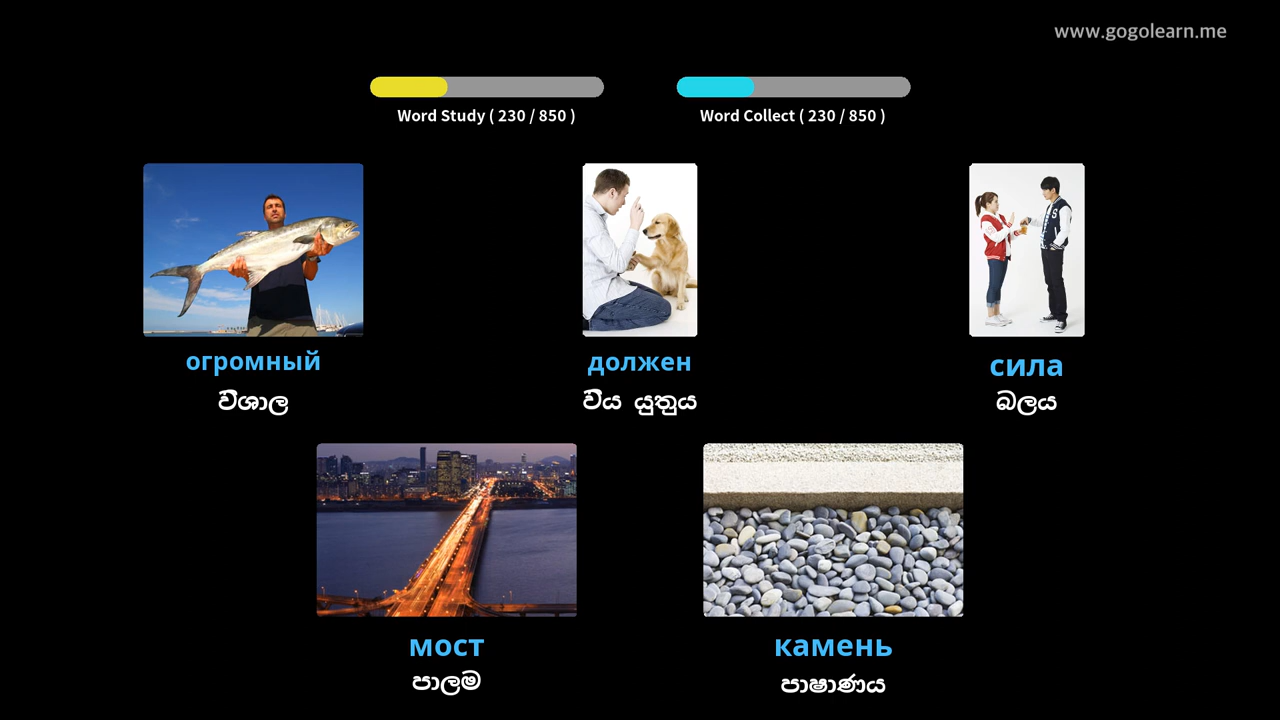 www.gogolearn.me
Word Study ( 230 / 850 )
Word Collect ( 230 / 850 )
огромный
විශාල
должен
විය යුතුය
сила
බලය
мост
පාලම
камень
පාෂාණය